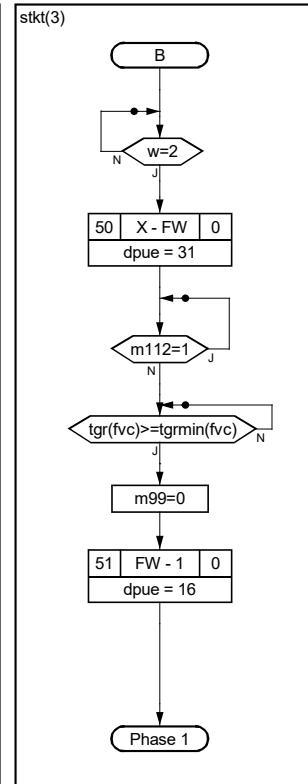 stkt(3)
B
w=2
N
J
50 X - FW 0
dpue = 31
m112=1
J
N
tgr(fvc)>=tgrmin(fvc)
N
J
m99=0
51 FW - 1 0
dpue = 16
Phase 1